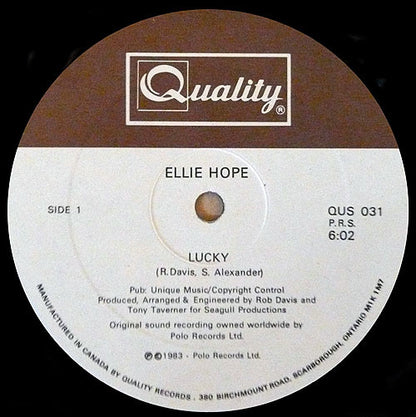 Quality®
ELLIE HOPE
SIDE 1
QUS 031
P.R.S.
6:02
LUCKY
(R.Davis, S. Alexander)
Pub: Unique Music/Copyright Control
Produced, Arranged & Engineered by Rob Davis and
Tony Taverner for Seagull Productions
Original sound recording owned worldwide by
Polo Records Ltd.
℗©1983 - Polo Records Ltd.
MANUFACTURED IN CANADA BY QUALITY RECORDS . 380 BIRCHMOUNT ROAD, SCARBOROUGH, ONTARIO M1K 1M7